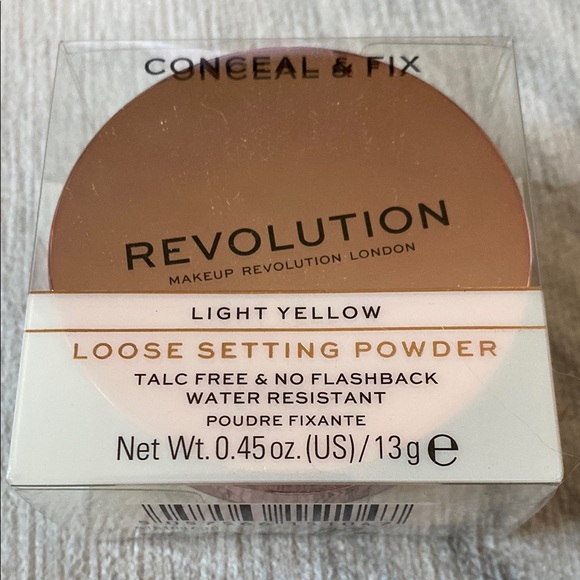 CONCEAL & FIX
REVOLUTION
MAKEUP REVOLUTION LONDON
LIGHT YELLOW
LOOSE SETTING POWDER
TALC FREE & NO FLASHBACK
WATER RESISTANT
POUDRE FIXANTE
Net Wt. 0.45 oz. (US) / 13 g ℮